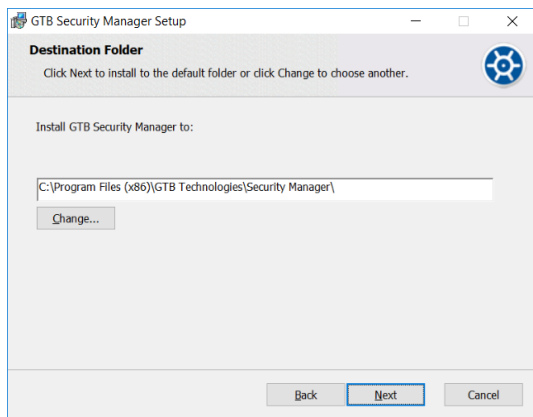 GTB Security Manager Setup
Destination Folder
Click Next to install to the default folder or click Change to choose another.
Install GTB Security Manager to:
C:\Program Files (x86)\GTB Technologies\Security Manager\
Change...
Back Next Cancel